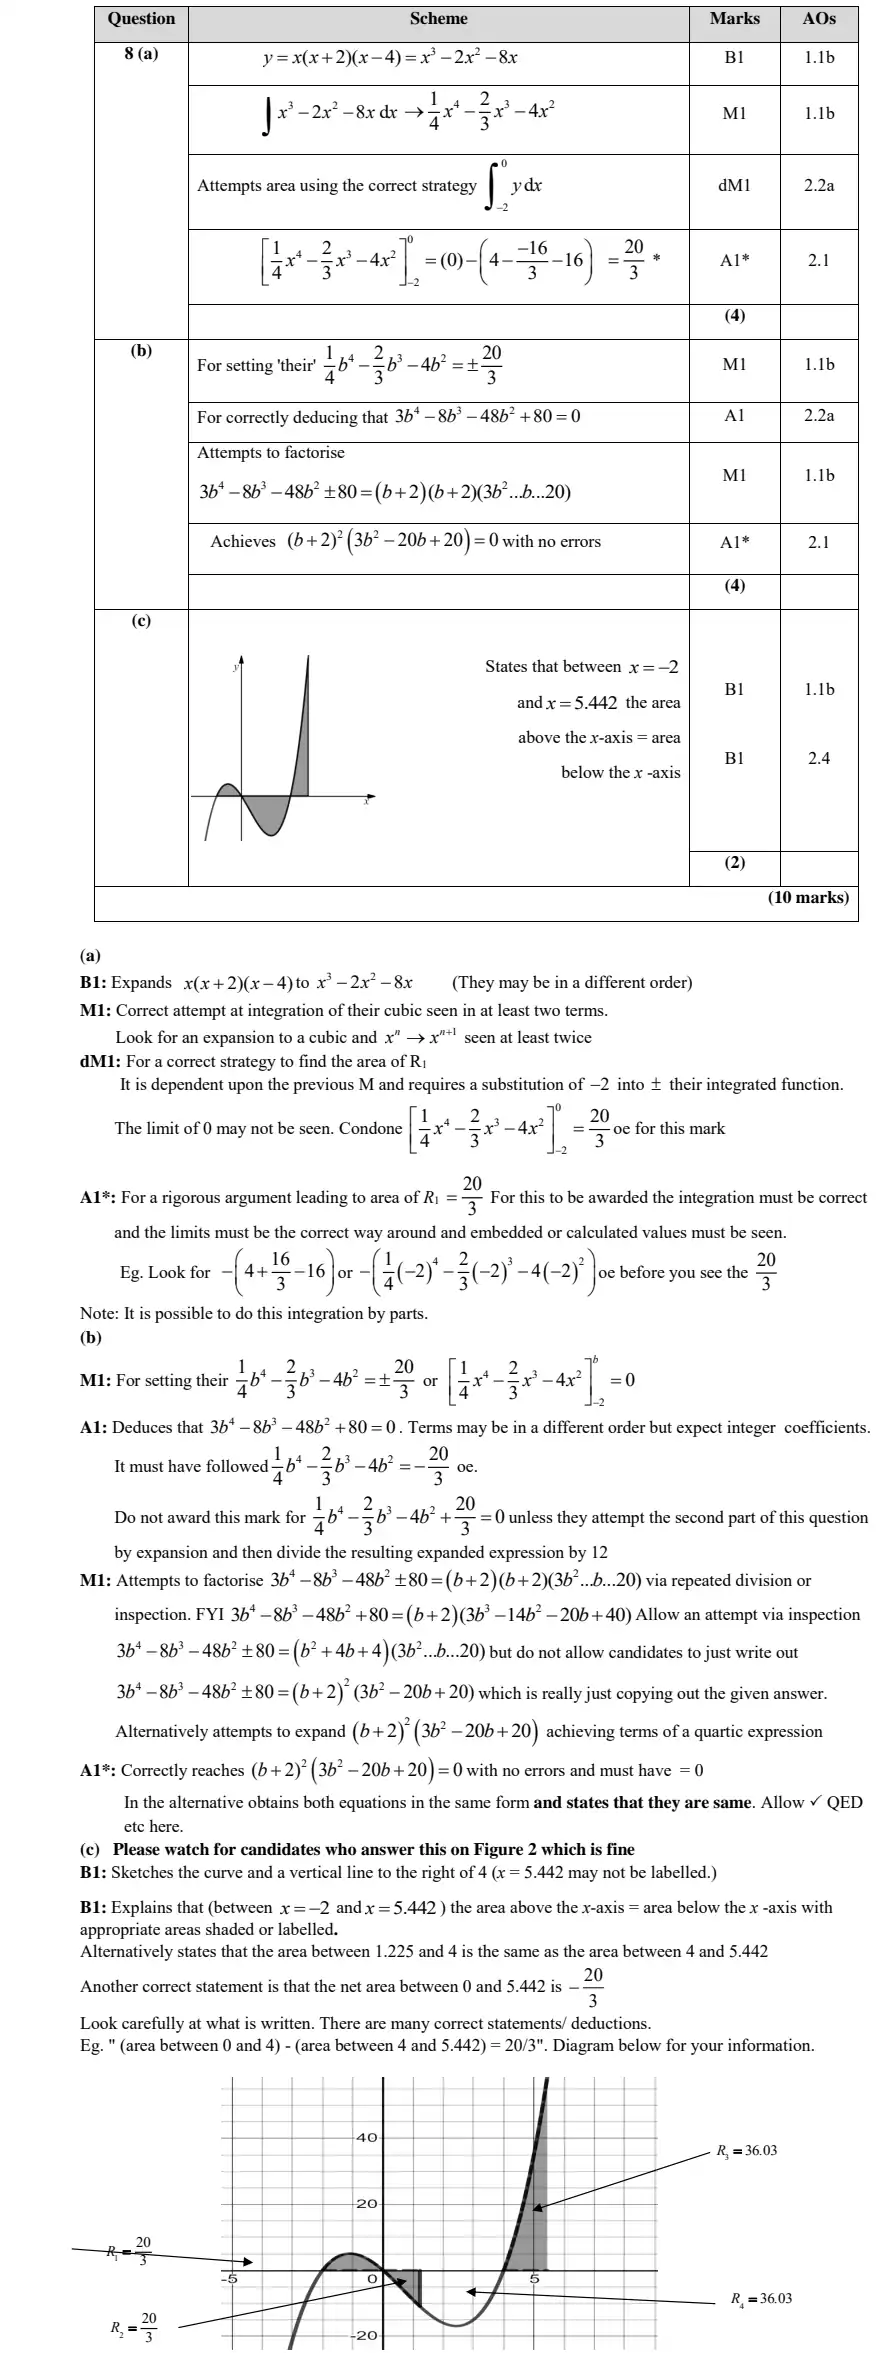 Question Scheme Marks AOs
8 (a) y = x(x + 2)(x − 4) = x³ − 2x² − 8x B1 1.1b
∫ x³ − 2x² − 8x dx → 1/4 x⁴ − 2/3 x³ − 4x² M1 1.1b
Attempts area using the correct strategy ∫₋₂⁰ y dx dM1 2.2a
[1/4 x⁴ − 2/3 x³ − 4x²]₋₂⁰ = (0) − (4 − −16/3 − 16) = 20/3 * A1* 2.1
(4)
(b) For setting 'their' 1/4 b⁴ − 2/3 b³ − 4b² = ± 20/3 M1 1.1b
For correctly deducing that 3b⁴ − 8b³ − 48b² + 80 = 0 A1 2.2a
Attempts to factorise
3b⁴ − 8b³ − 48b² ± 80 = (b + 2)(b + 2)(3b²...b...20) M1 1.1b
Achieves (b + 2)²(3b² − 20b + 20) = 0 with no errors A1* 2.1
(4)
(c)
y
x
States that between x = −2
and x = 5.442 the area
above the x-axis = area
below the x -axis
B1 1.1b
B1 2.4
(2)
(10 marks)
(a)
B1: Expands x(x + 2)(x − 4) to x³ − 2x² − 8x (They may be in a different order)
M1: Correct attempt at integration of their cubic seen in at least two terms.
Look for an expansion to a cubic and xⁿ → xⁿ⁺¹ seen at least twice
dM1: For a correct strategy to find the area of R₁
It is dependent upon the previous M and requires a substitution of −2 into ± their integrated function.
The limit of 0 may not be seen. Condone [1/4 x⁴ − 2/3 x³ − 4x²]₋₂⁰ = 20/3 oe for this mark
A1*: For a rigorous argument leading to area of R₁ = 20/3 For this to be awarded the integration must be correct
and the limits must be the correct way around and embedded or calculated values must be seen.
Eg. Look for −(4 + 16/3 − 16) or −(1/4(−2)⁴ − 2/3(−2)³ − 4(−2)²) oe before you see the 20/3
Note: It is possible to do this integration by parts.
(b)
M1: For setting their 1/4 b⁴ − 2/3 b³ − 4b² = ± 20/3 or [1/4 x⁴ − 2/3 x³ − 4x²]₋₂ᵇ = 0
A1: Deduces that 3b⁴ − 8b³ − 48b² + 80 = 0 . Terms may be in a different order but expect integer coefficients.
It must have followed 1/4 b⁴ − 2/3 b³ − 4b² = − 20/3 oe.
Do not award this mark for 1/4 b⁴ − 2/3 b³ − 4b² + 20/3 = 0 unless they attempt the second part of this question
by expansion and then divide the resulting expanded expression by 12
M1: Attempts to factorise 3b⁴ − 8b³ − 48b² ± 80 = (b + 2)(b + 2)(3b²...b...20) via repeated division or
inspection. FYI 3b⁴ − 8b³ − 48b² + 80 = (b + 2)(3b³ − 14b² − 20b + 40) Allow an attempt via inspection
3b⁴ − 8b³ − 48b² ± 80 = (b² + 4b + 4)(3b²...b...20) but do not allow candidates to just write out
3b⁴ − 8b³ − 48b² ± 80 = (b + 2)²(3b² − 20b + 20) which is really just copying out the given answer.
Alternatively attempts to expand (b + 2)²(3b² − 20b + 20) achieving terms of a quartic expression
A1*: Correctly reaches (b + 2)²(3b² − 20b + 20) = 0 with no errors and must have = 0
In the alternative obtains both equations in the same form and states that they are same. Allow ✓ QED
etc here.
(c) Please watch for candidates who answer this on Figure 2 which is fine
B1: Sketches the curve and a vertical line to the right of 4 (x = 5.442 may not be labelled.)
B1: Explains that (between x = −2 and x = 5.442 ) the area above the x-axis = area below the x -axis with
appropriate areas shaded or labelled.
Alternatively states that the area between 1.225 and 4 is the same as the area between 4 and 5.442
Another correct statement is that the net area between 0 and 5.442 is − 20/3
Look carefully at what is written. There are many correct statements/ deductions.
Eg. " (area between 0 and 4) - (area between 4 and 5.442) = 20/3". Diagram below for your information.
40
R₃ = 36.03
20
R₁ = 20/3
-5 0 5
R₄ = 36.03
R₂ = 20/3
-20